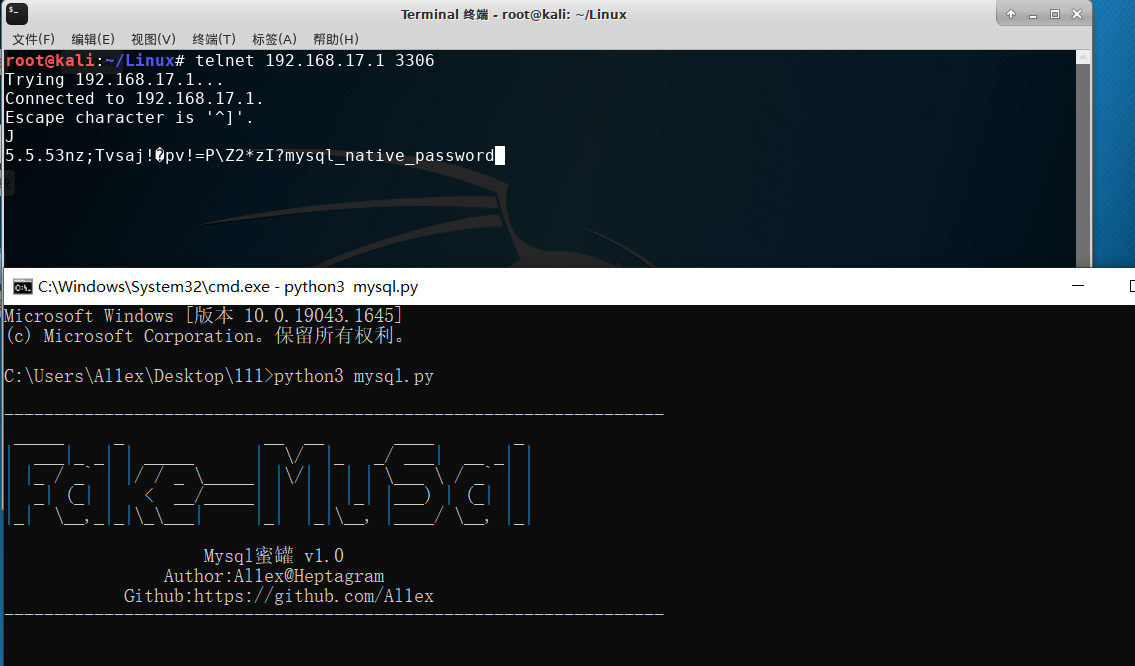 Terminal 终端 - root@kali: ~/Linux
文件(F) 编辑(E) 视图(V) 终端(T) 标签(A) 帮助(H)
root@kali:~/Linux# telnet 192.168.17.1 3306
Trying 192.168.17.1...
Connected to 192.168.17.1.
Escape character is '^]'.
J
5.5.53nz;Tvsaj!�pv!=P\Z2*zI?mysql_native_password
C:\Windows\System32\cmd.exe - python3 mysql.py
Microsoft Windows [版本 10.0.19043.1645]
(c) Microsoft Corporation。保留所有权利。
C:\Users\Allex\Desktop\111>python3 mysql.py
Fake-MySql
Mysql蜜罐 v1.0
Author:Allex@Heptagram
Github:https://github.com/Allex